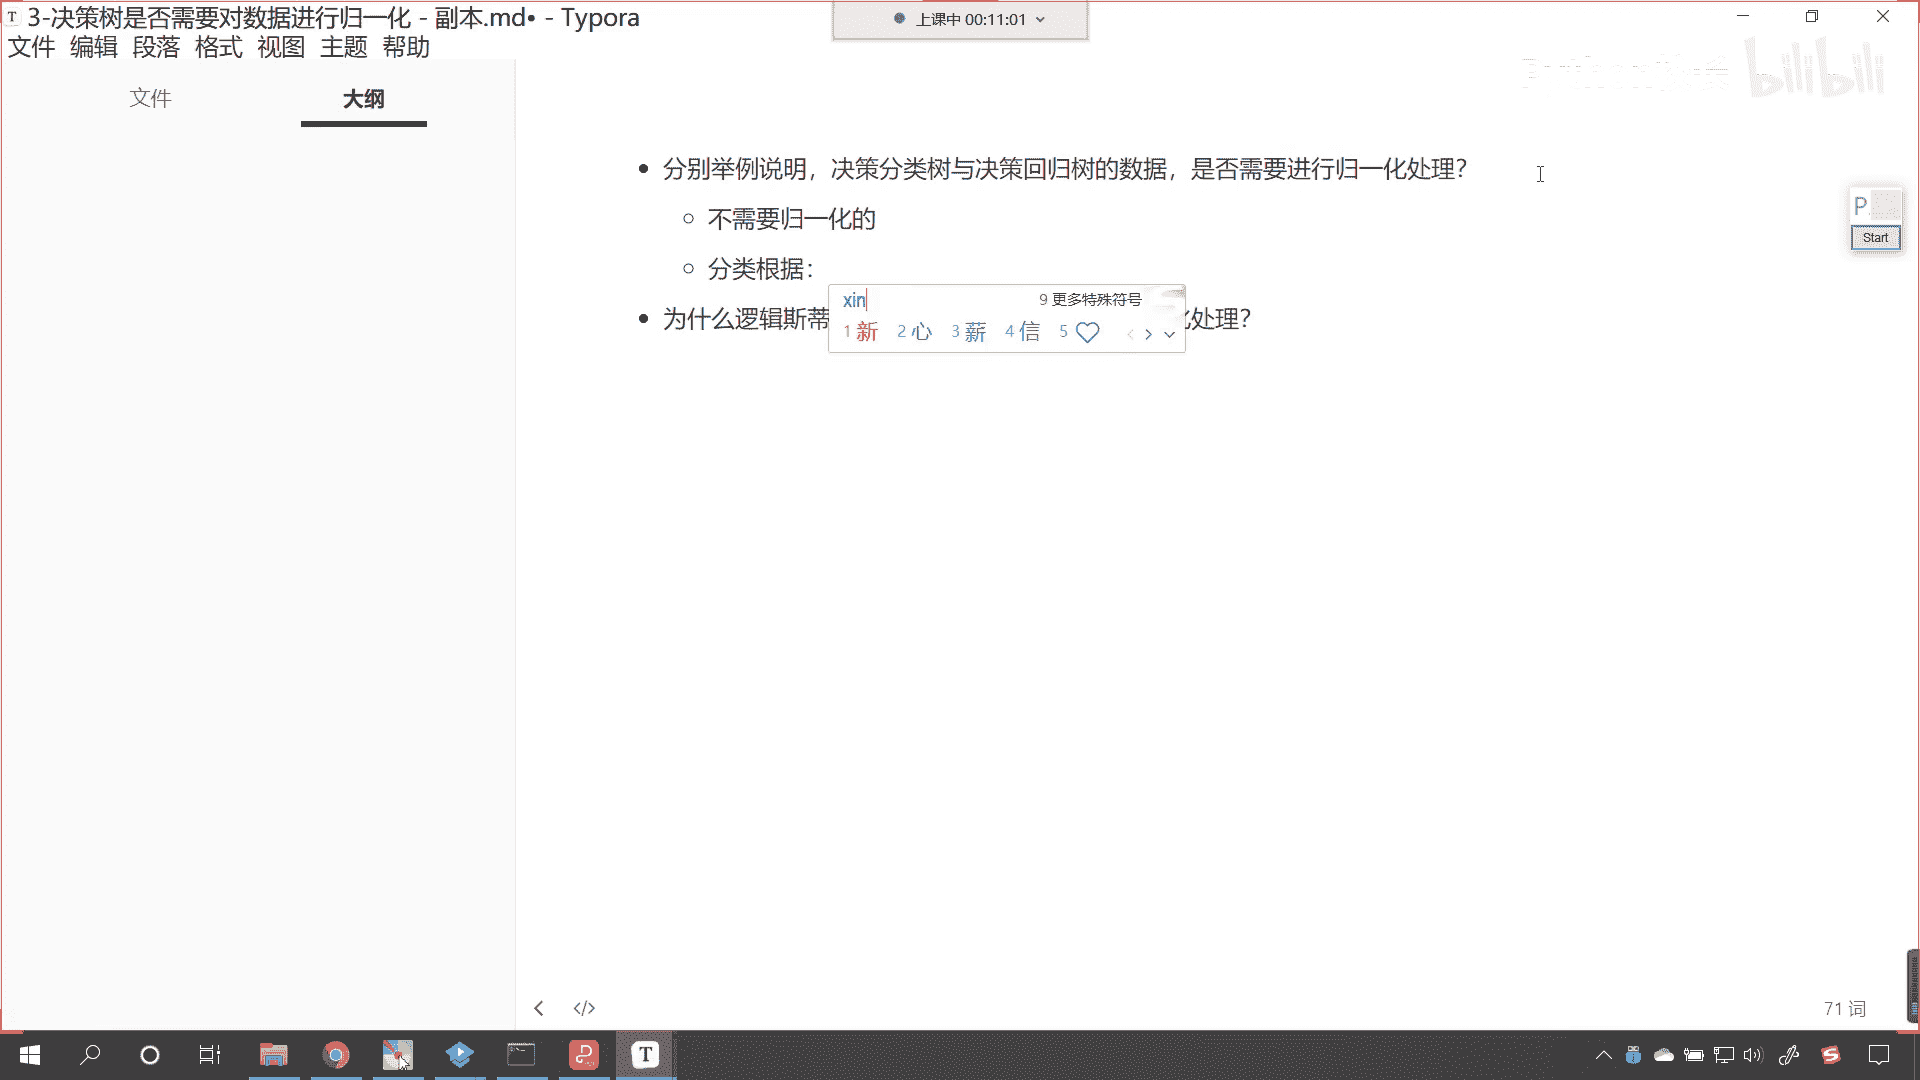 3-决策树是否需要对数据进行归一化 - 副本.md• - Typora
上课中 00:11:01
文件 编辑 段落 格式 视图 主题 帮助
bilibili
文件 大纲
分别举例说明，决策分类树与决策回归树的数据，是否需要进行归一化处理？
不需要归一化的
P
Start
分类根据：
xin 9 更多特殊符号
为什么逻辑斯蒂
1 新 2 心 3 薪 4 信 5
化处理？
</> 71 词
T